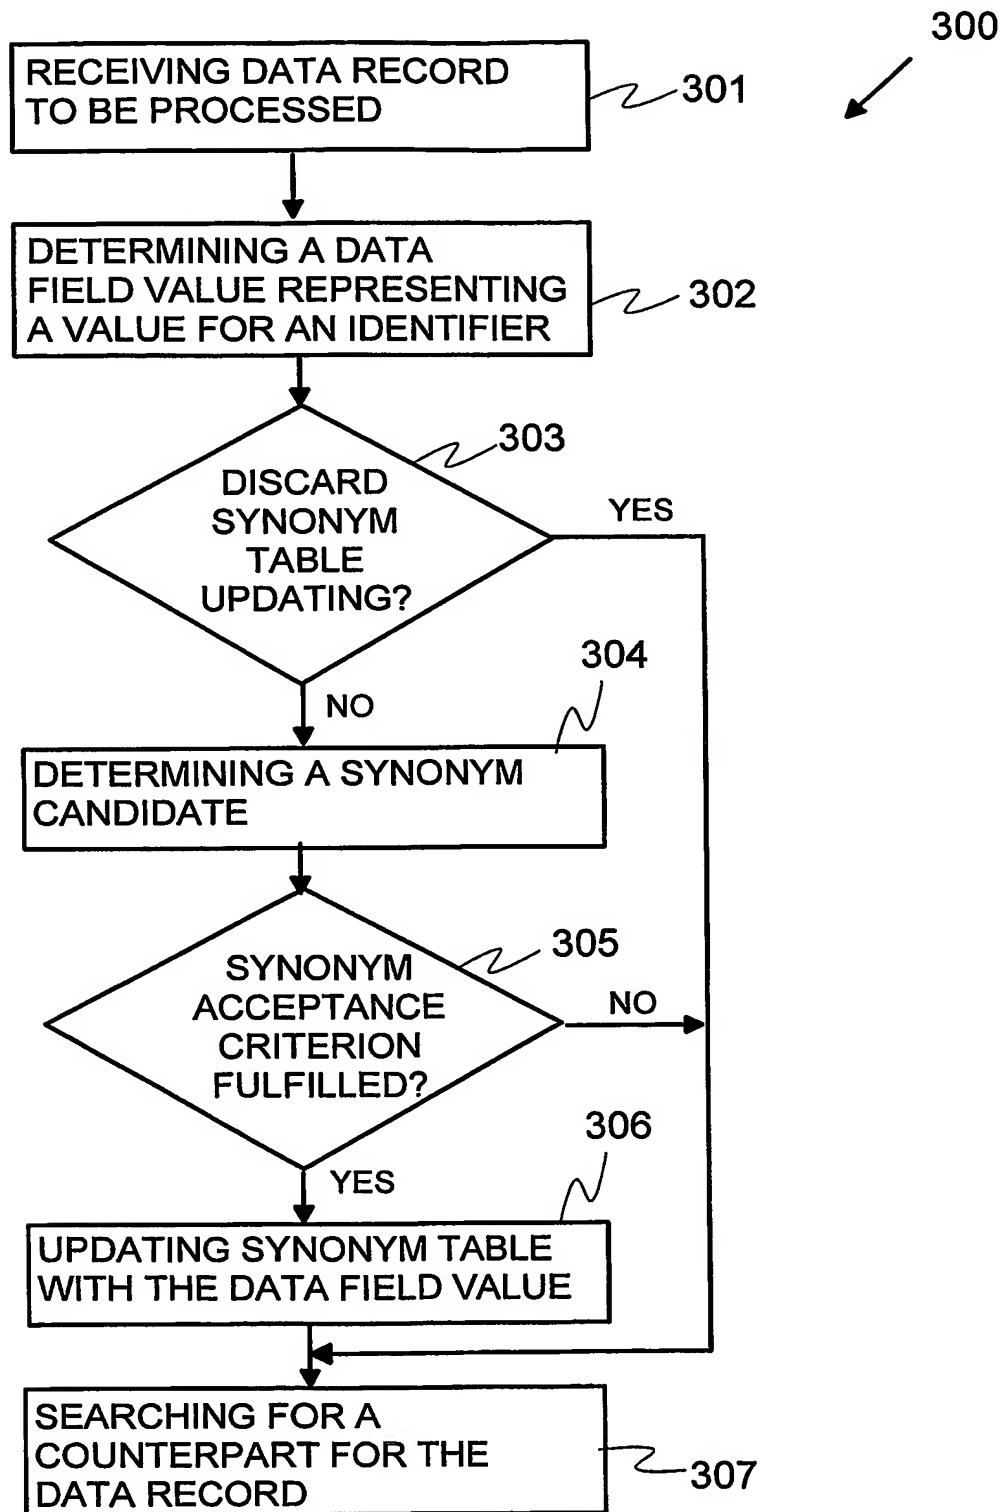 300
RECEIVING DATA RECORD
TO BE PROCESSED
301
DETERMINING A DATA
FIELD VALUE REPRESENTING
A VALUE FOR AN IDENTIFIER
302
303
DISCARD
SYNONYM
TABLE
UPDATING?
YES
NO
304
DETERMINING A SYNONYM
CANDIDATE
305
SYNONYM
ACCEPTANCE
CRITERION
FULFILLED?
NO
YES
306
UPDATING SYNONYM TABLE
WITH THE DATA FIELD VALUE
SEARCHING FOR A
COUNTERPART FOR THE
DATA RECORD
307